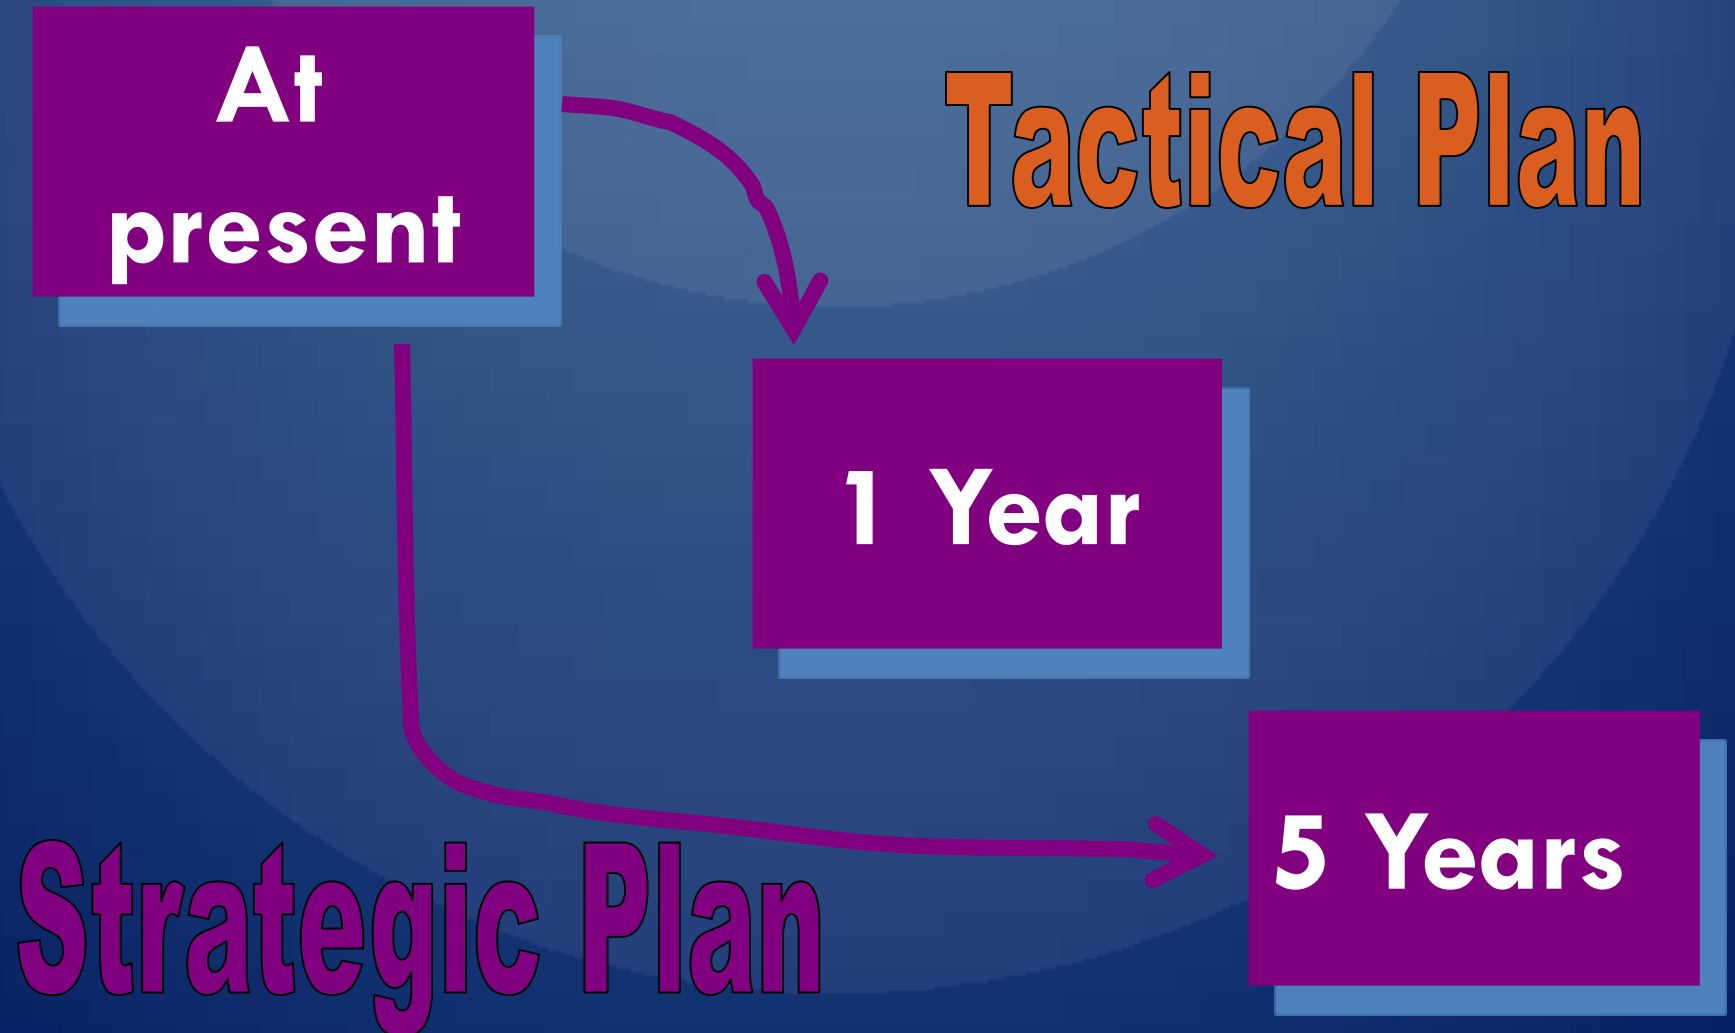 At
present
Tactical Plan
1 Year
5 Years
Strategic Plan